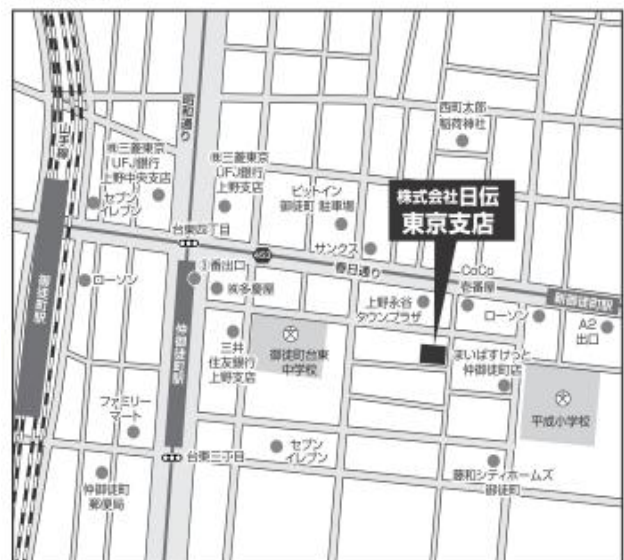 西町太郎
稲荷神社
昭和通り
山手線
㈱三菱東京
UFJ銀行
上野中央支店
㈱三菱東京
UFJ銀行
上野支店
セブン
イレブン
ピットイン
御徒町 駐車場
株式会社日伝
東京支店
台東四丁目
453
サンクス
春日通り
CoCo
壱番屋
新御徒町駅
①番出口
ローソン
㈱多慶屋
上野永谷
タウンプラザ
ローソン
A2
出口
御徒町駅
仲御徒町駅
三井
住友銀行
上野支店
御徒町台東
中学校
まいばすけっと
仲御徒町店
平成小学校
ファミリー
マート
台東三丁目
セブン
イレブン
藤和シティホームズ
御徒町
仲御徒町
郵便局